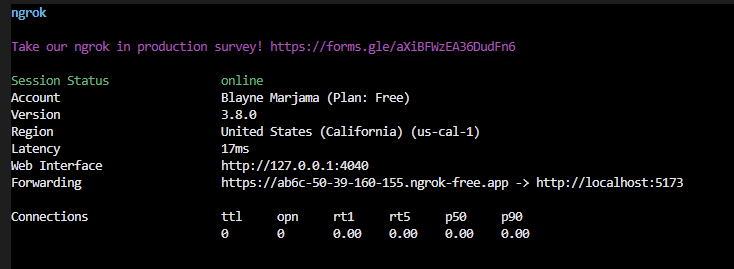 ngrok
Take our ngrok in production survey! https://forms.gle/aXiBFWzEA36DudFn6
Session Status online
Account Blayne Marjama (Plan: Free)
Version 3.8.0
Region United States (California) (us-cal-1)
Latency 17ms
Web Interface http://127.0.0.1:4040
Forwarding https://ab6c-50-39-160-155.ngrok-free.app -> http://localhost:5173
Connections ttl opn rt1 rt5 p50 p90
0 0 0.00 0.00 0.00 0.00